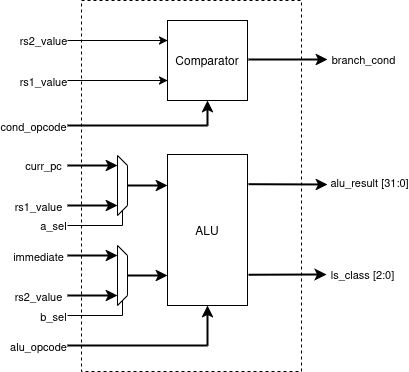 rs2_value
Comparator
branch_cond
rs1_value
cond_opcode
curr_pc
alu_result [31:0]
rs1_value
a_sel
ALU
immediate
ls_class [2:0]
rs2_value
b_sel
alu_opcode